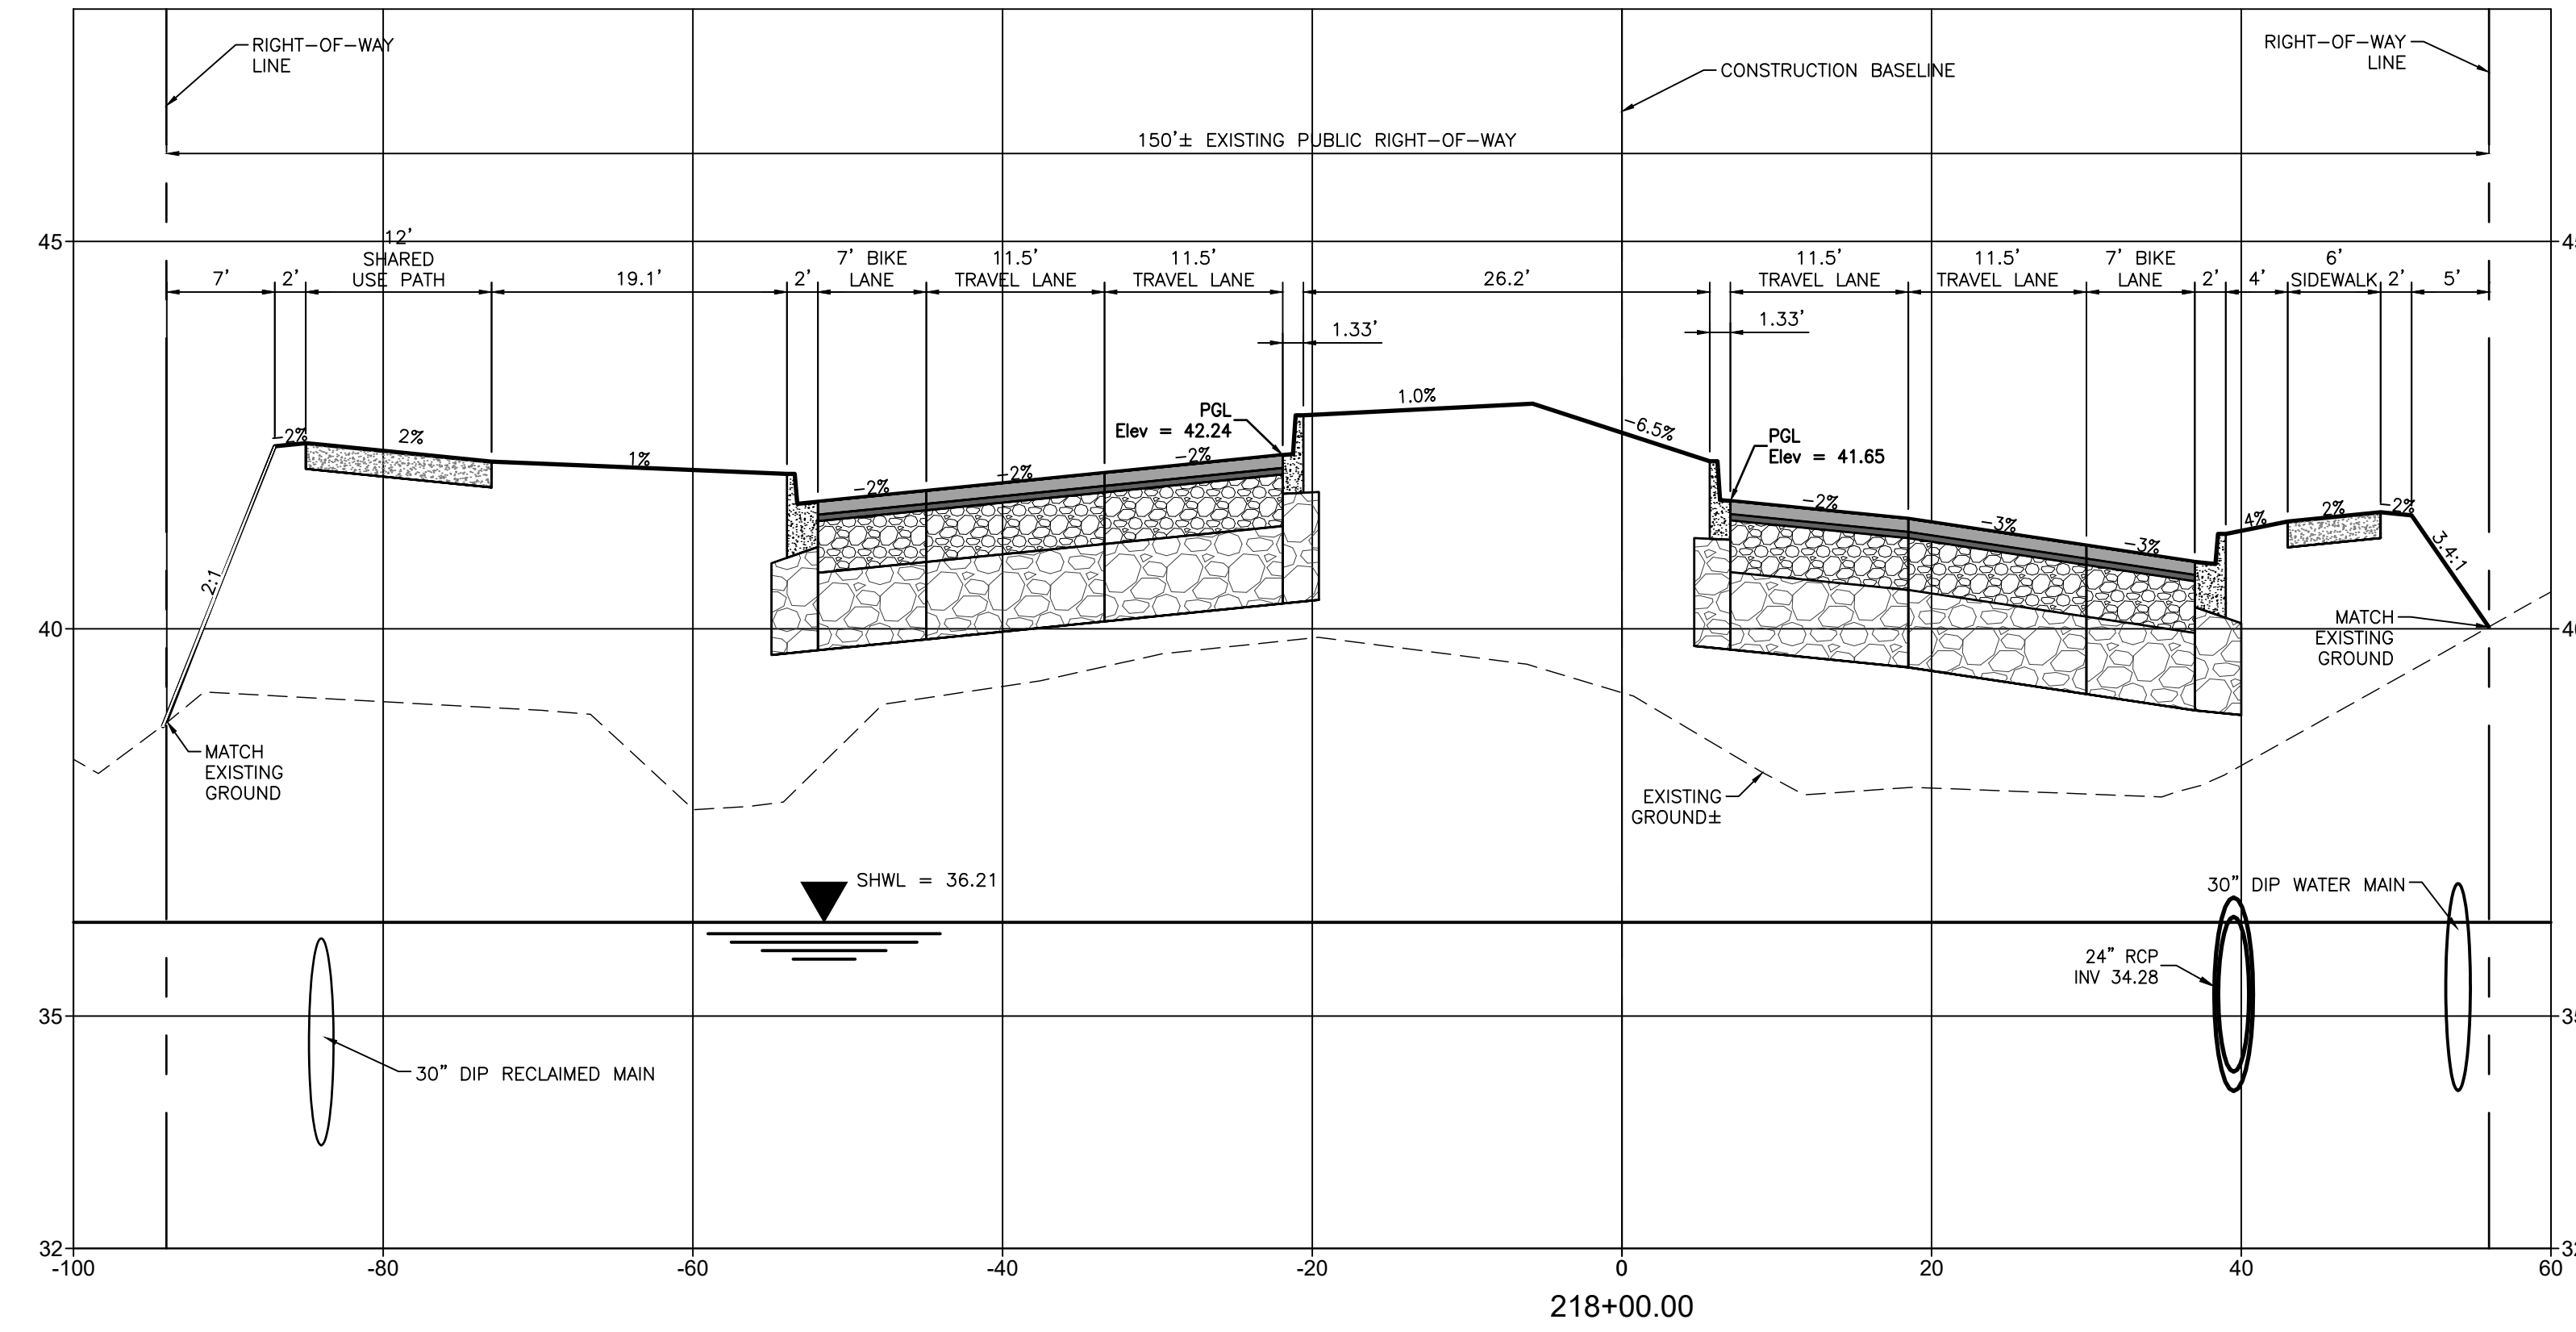 RIGHT-OF-WAY
LINE
CONSTRUCTION BASELINE
RIGHT-OF-WAY
LINE
150'± EXISTING PUBLIC RIGHT-OF-WAY
45
7'
2'
12'
SHARED
USE PATH
19.1'
2'
7' BIKE
LANE
11.5'
TRAVEL LANE
11.5'
TRAVEL LANE
26.2'
11.5'
TRAVEL LANE
11.5'
TRAVEL LANE
7' BIKE
LANE
2'
4'
6'
SIDEWALK
2'
5'
1.33'
1.33'
PGL
Elev = 42.24
1.0%
-6.5%
PGL
Elev = 41.65
-2%
2%
1%
-2%
-2%
-2%
-2%
-3%
-3%
4%
2%
-2%
3.4:1
2:1
40
MATCH
EXISTING
GROUND
MATCH
EXISTING
GROUND
EXISTING
GROUND±
SHWL = 36.21
30" DIP WATER MAIN
24" RCP
INV 34.28
35
30" DIP RECLAIMED MAIN
32
-100
-80
-60
-40
-20
0
20
40
60
218+00.00